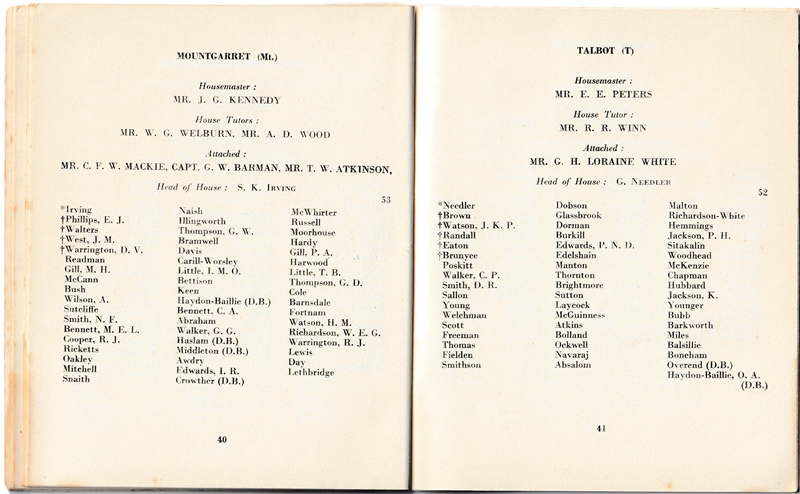 MOUNTGARRET (Mt.)
Housemaster :
MR. J. G. KENNEDY
House Tutors :
MR. W. G. WELBURN, MR. A. D. WOOD
Attached :
MR. C. F. W. MACKIE, CAPT. G. W. BARMAN, MR. T. W. ATKINSON,
Head of House : S. K. IRVING
53
*Irving
†Phillips, E. J.
†Walters
†West, J. M.
†Warrington, D. V.
Readman
Gill, M. H.
McCann
Bush
Wilson, A.
Sutcliffe
Smith, N. F.
Bennett, M. E. L.
Cooper, R. J.
Ricketts
Oakley
Mitchell
Snaith
Naish
Illingworth
Thompson, G. W.
Bramwell
Davis
Carill-Worsley
Little, I. M. O.
Bettison
Keen
Haydon-Baillie (D.B.)
Bennett, C. A.
Abraham
Walker, G. G.
Haslam (D.B.)
Middleton (D.B.)
Awdry
Edwards, I. R.
Crowther (D.B.)
McWhirter
Russell
Moorhouse
Hardy
Gill, P. A.
Harwood
Little, T. B.
Thompson, G. D.
Cole
Barnsdale
Fortnam
Watson, H. M.
Richardson, W. E. G.
Warrington, R. J.
Lewis
Day
Lethbridge
40
TALBOT (T)
Housemaster :
MR. E. E. PETERS
House Tutor :
MR. R. R. WINN
Attached :
MR. G. H. LORAINE WHITE
Head of House : G. NEEDLER
52
*Needler
†Brown
†Watson, J. K. P.
†Randall
†Eaton
†Brunyee
Poskitt
Walker, C. P.
Smith, D. R.
Sallon
Young
Welchman
Scott
Freeman
Thomas
Fielden
Smithson
Dobson
Glassbrook
Dorman
Burkill
Edwards, P. N. D.
Edelshain
Manton
Thornton
Brightmore
Sutton
Laycock
McGuinness
Atkins
Bolland
Ockwell
Navaraj
Absalom
Malton
Richardson-White
Hemmings
Jackson, P. H.
Sitakalin
Woodhead
McKenzie
Chapman
Hubbard
Jackson, K.
Younger
Bubb
Barkworth
Miles
Balsillie
Boneham
Overend (D.B.)
Haydon-Baillie, O. A.
(D.B.)
41